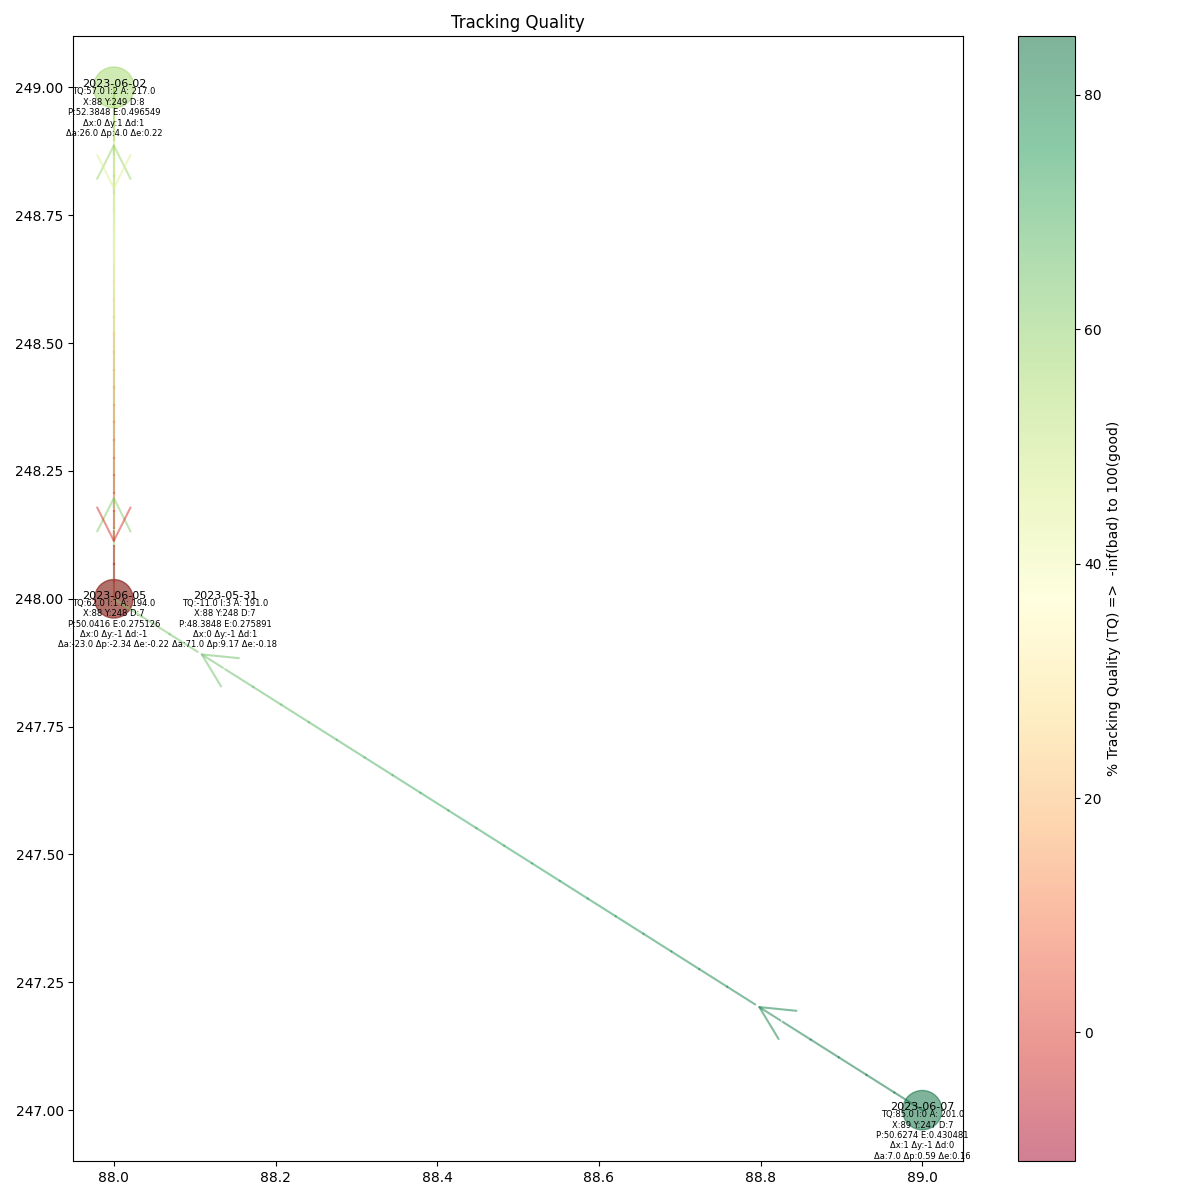 Tracking Quality
249.00
248.75
248.50
248.25
248.00
247.75
247.50
247.25
247.00
88.0
88.2
88.4
88.6
88.8
89.0
2023-06-02
TQ:57.0 I:2 A: 217.0
X:88 Y:249 D:8
P:52.3848 E:0.496549
Δx:0 Δy:1 Δd:1
Δa:26.0 Δp:4.0 Δe:0.22
2023-06-05
TQ:62.0 I:1 A: 194.0
X:88 Y:248 D:7
P:50.0416 E:0.275126
Δx:0 Δy:-1 Δd:-1
Δa:-23.0 Δp:-2.34 Δe:-0.22
2023-05-31
TQ:-11.0 I:3 A: 191.0
X:88 Y:248 D:7
P:48.3848 E:0.275891
Δx:0 Δy:-1 Δd:1
Δa:71.0 Δp:9.17 Δe:-0.18
2023-06-07
TQ:85.0 I:0 A: 201.0
X:89 Y:247 D:7
P:50.6274 E:0.430481
Δx:1 Δy:-1 Δd:0
Δa:7.0 Δp:0.59 Δe:0.16
80
60
40
20
0
% Tracking Quality (TQ) => -inf(bad) to 100(good)